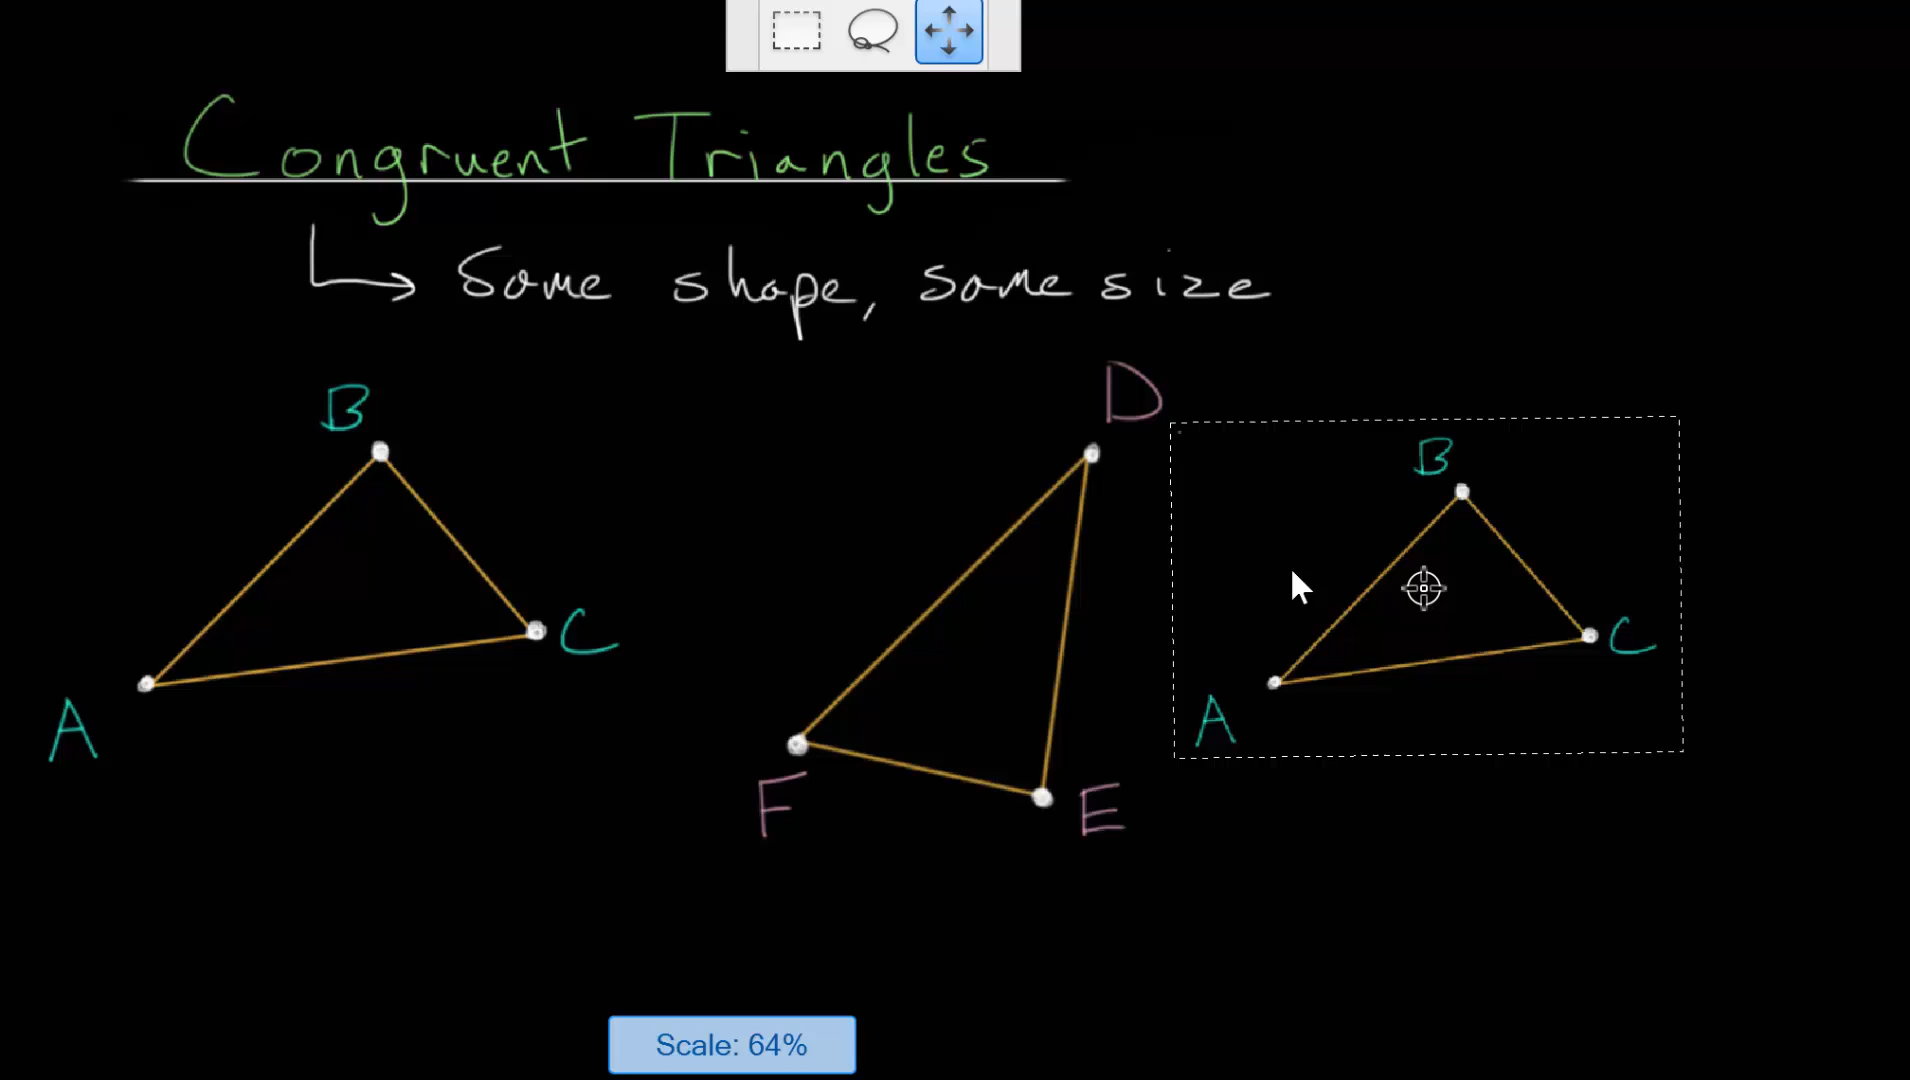 Congruent Triangles
Same shape, same size
B
D
B
C
C
A
A
F
E
Scale: 64%